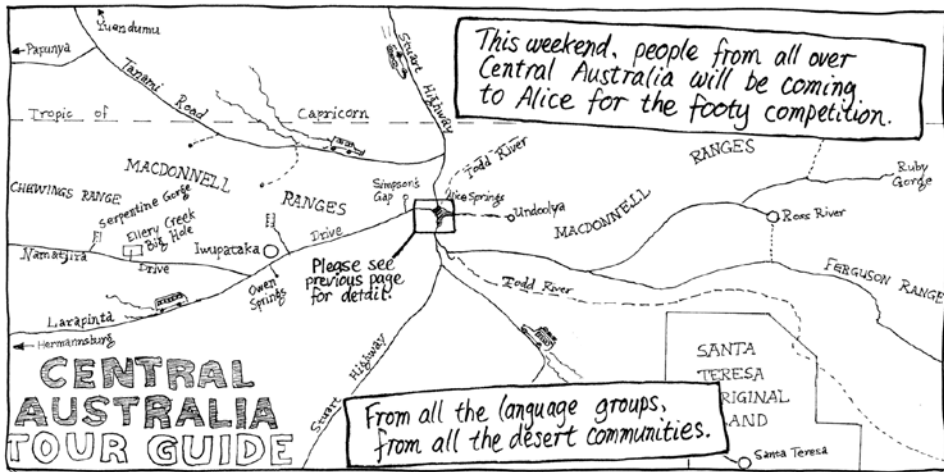 Yuendumu
Papunya
Tanami Road
Stuart Highway
This weekend, people from all over
Central Australia will be coming
to Alice for the footy competition.
Tropic of Capricorn
MACDONNELL
RANGES
CHEWINGS RANGE
Serpentine Gorge
Ellery Creek
Big Hole
Namatjira
Drive
Iwupataka
Owen
Springs
Simpson's
Gap
Drive
Larapinta
Hermannsburg
Todd River
Alice Springs
Undoolya
MACDONNELL
RANGES
Ruby
Gorge
Ross River
FERGUSON RANGE
Please see
previous page
for detail.
Todd River
Stuart Highway
SANTA
TERESA
RIGINAL
AND
Santa Teresa
From all the language groups,
from all the desert communities.
CENTRAL
AUSTRALIA
TOUR GUIDE